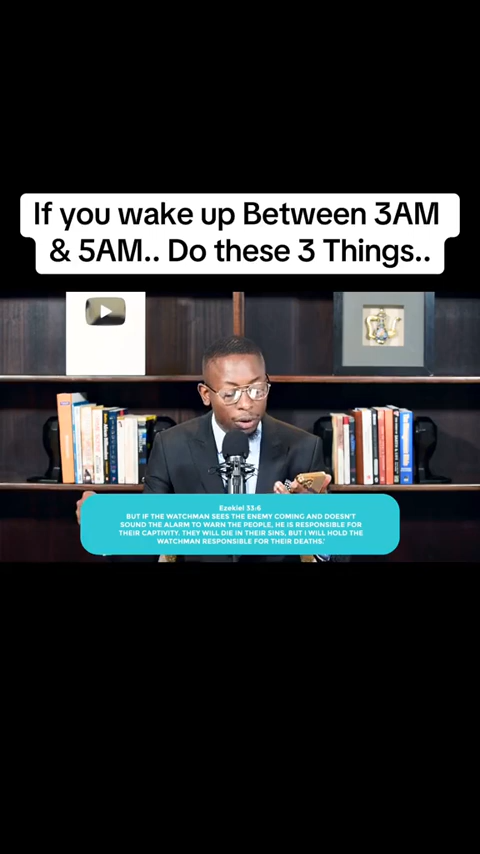 If you wake up Between 3AM
& 5AM.. Do these 3 Things..
Ezekiel 33:6
BUT IF THE WATCHMAN SEES THE ENEMY COMING AND DOESN'T
SOUND THE ALARM TO WARN THE PEOPLE, HE IS RESPONSIBLE FOR
THEIR CAPTIVITY. THEY WILL DIE IN THEIR SINS, BUT I WILL HOLD THE
WATCHMAN RESPONSIBLE FOR THEIR DEATHS.'